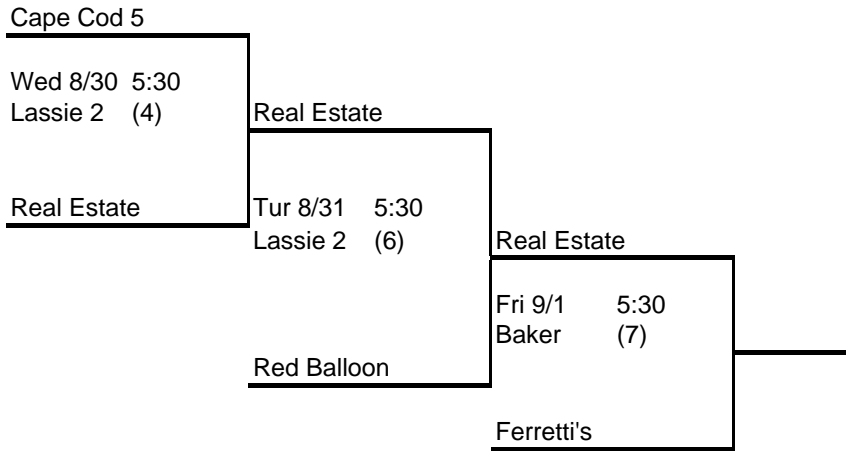 Cape Cod 5
Wed 8/30 5:30
Lassie 2 (4)
Real Estate
Real Estate
Tur 8/31 5:30
Lassie 2 (6)
Real Estate
Fri 9/1 5:30
Baker (7)
Red Balloon
Ferretti's